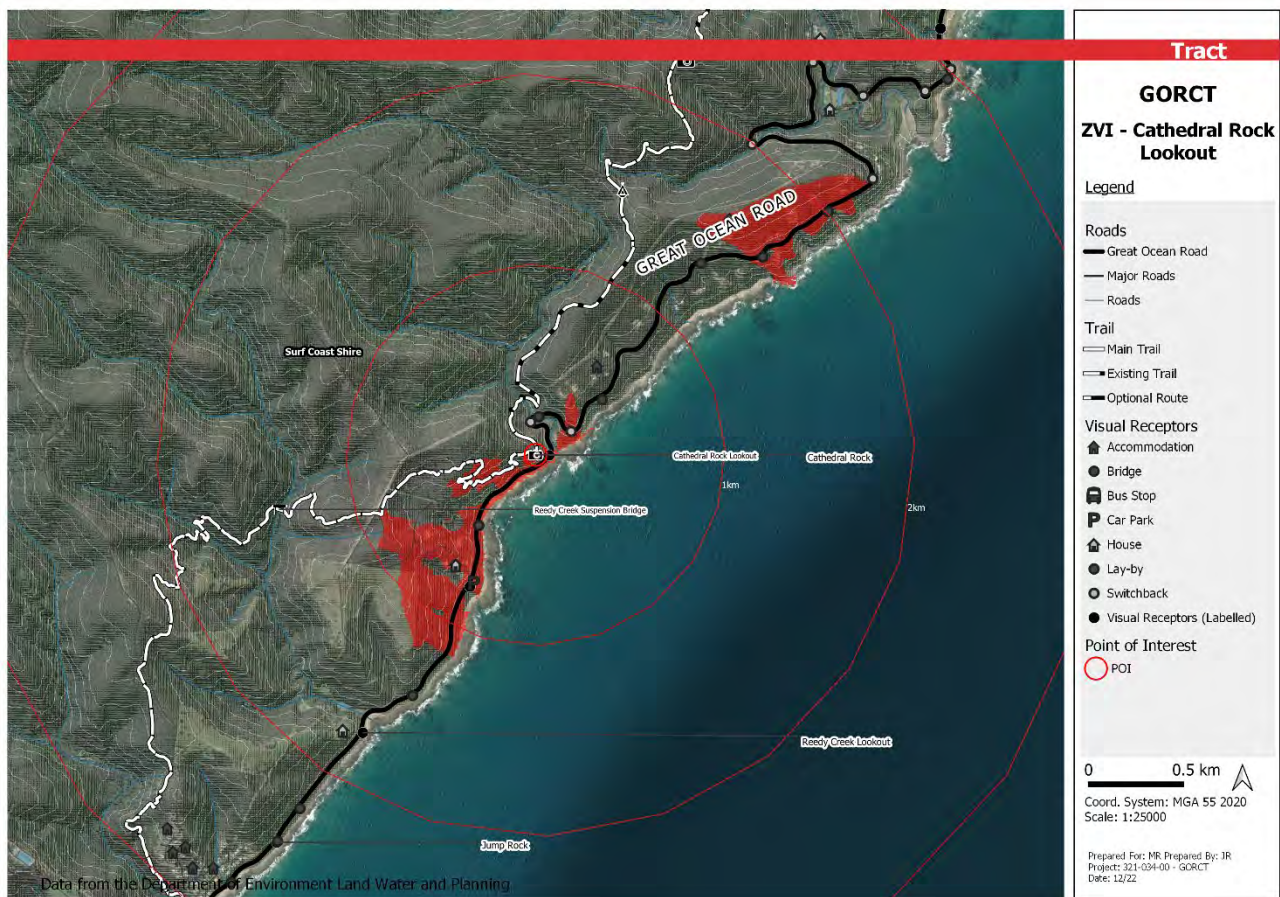 Tract
GORCT
ZVI - Cathedral Rock
Lookout
Legend
Roads
Great Ocean Road
Major Roads
Roads
Trail
Main Trail
Existing Trail
Optional Route
Visual Receptors
Accommodation
Bridge
Bus Stop
P Car Park
House
Lay-by
Switchback
Visual Receptors (Labelled)
Point of Interest
POI
0 0.5 km
Coord. System: MGA 55 2020
Scale: 1:25000
Prepared For: MR Prepared By: JR
Project: 321-034-00 - GORCT
Date: 12/22
GREAT OCEAN ROAD
Surf Coast Shire
Cathedral Rock Lookout
Cathedral Rock
1km
2km
Reedy Creek Suspension Bridge
Reedy Creek Lookout
Jump Rock
Data from the Department of Environment Land Water and Planning